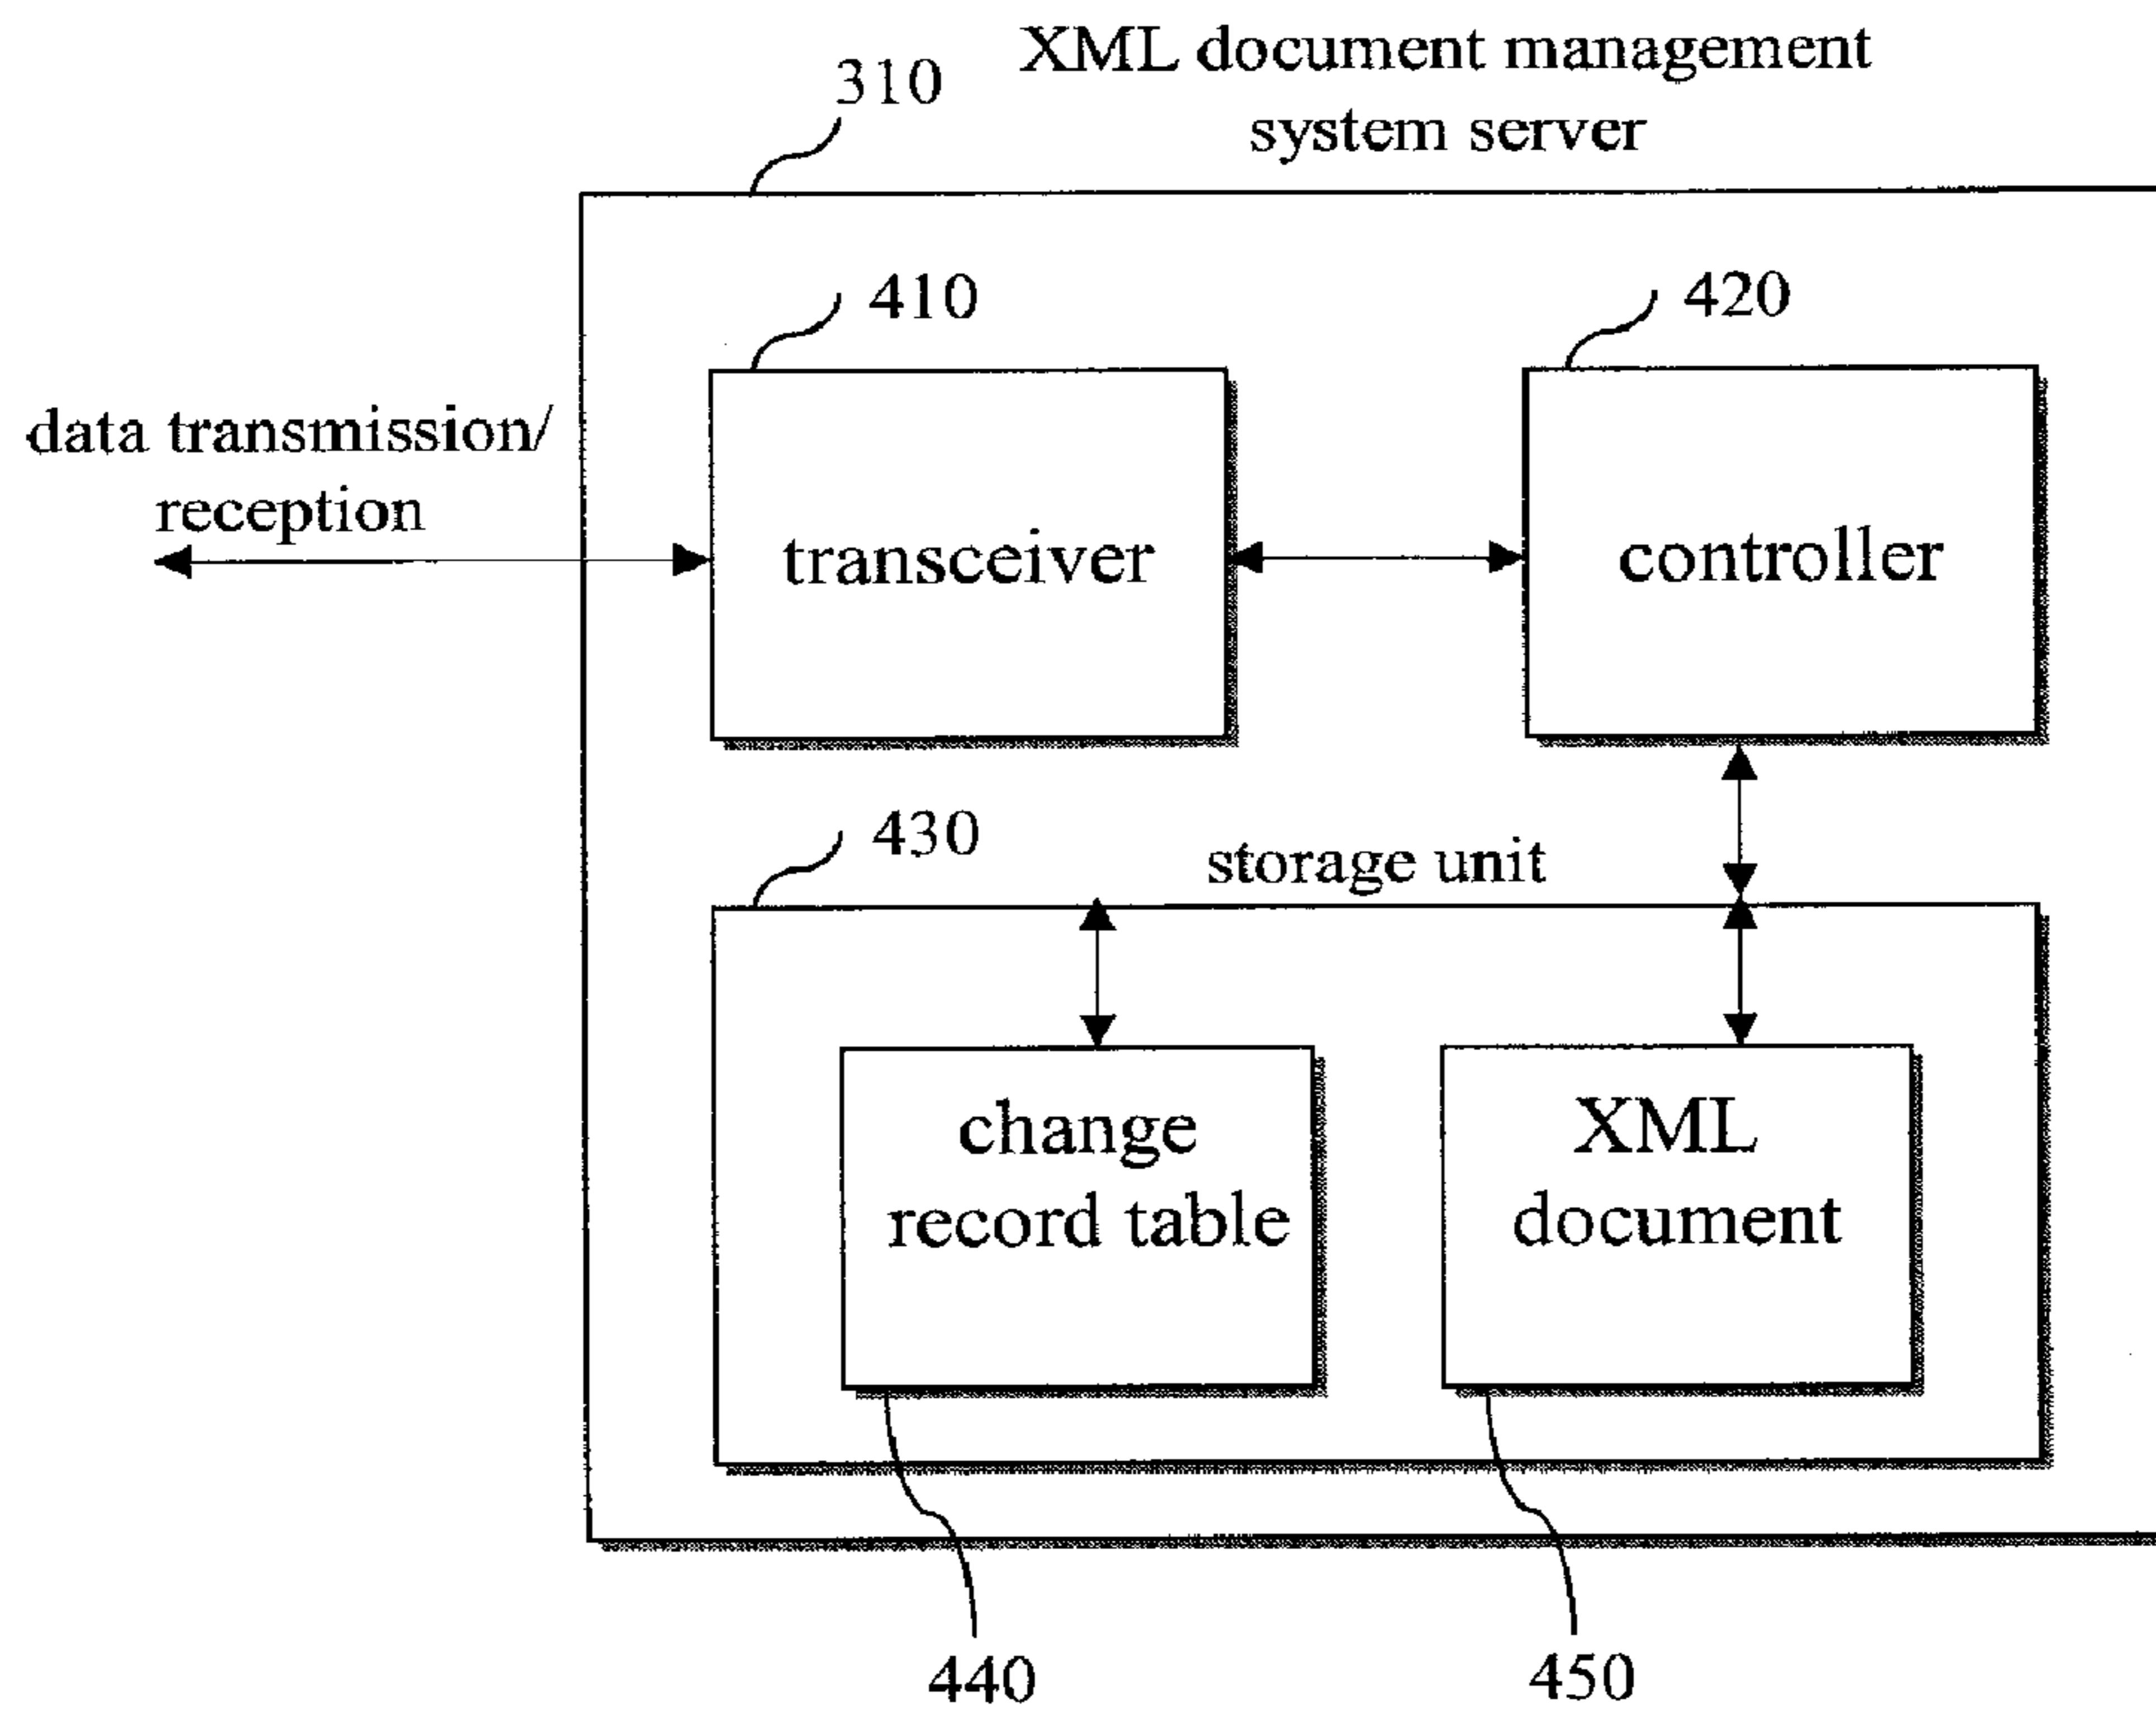 XML document management
system server
310
410
420
data transmission/
reception
transceiver
controller
430
storage unit
change
record table
XML
document
440
450